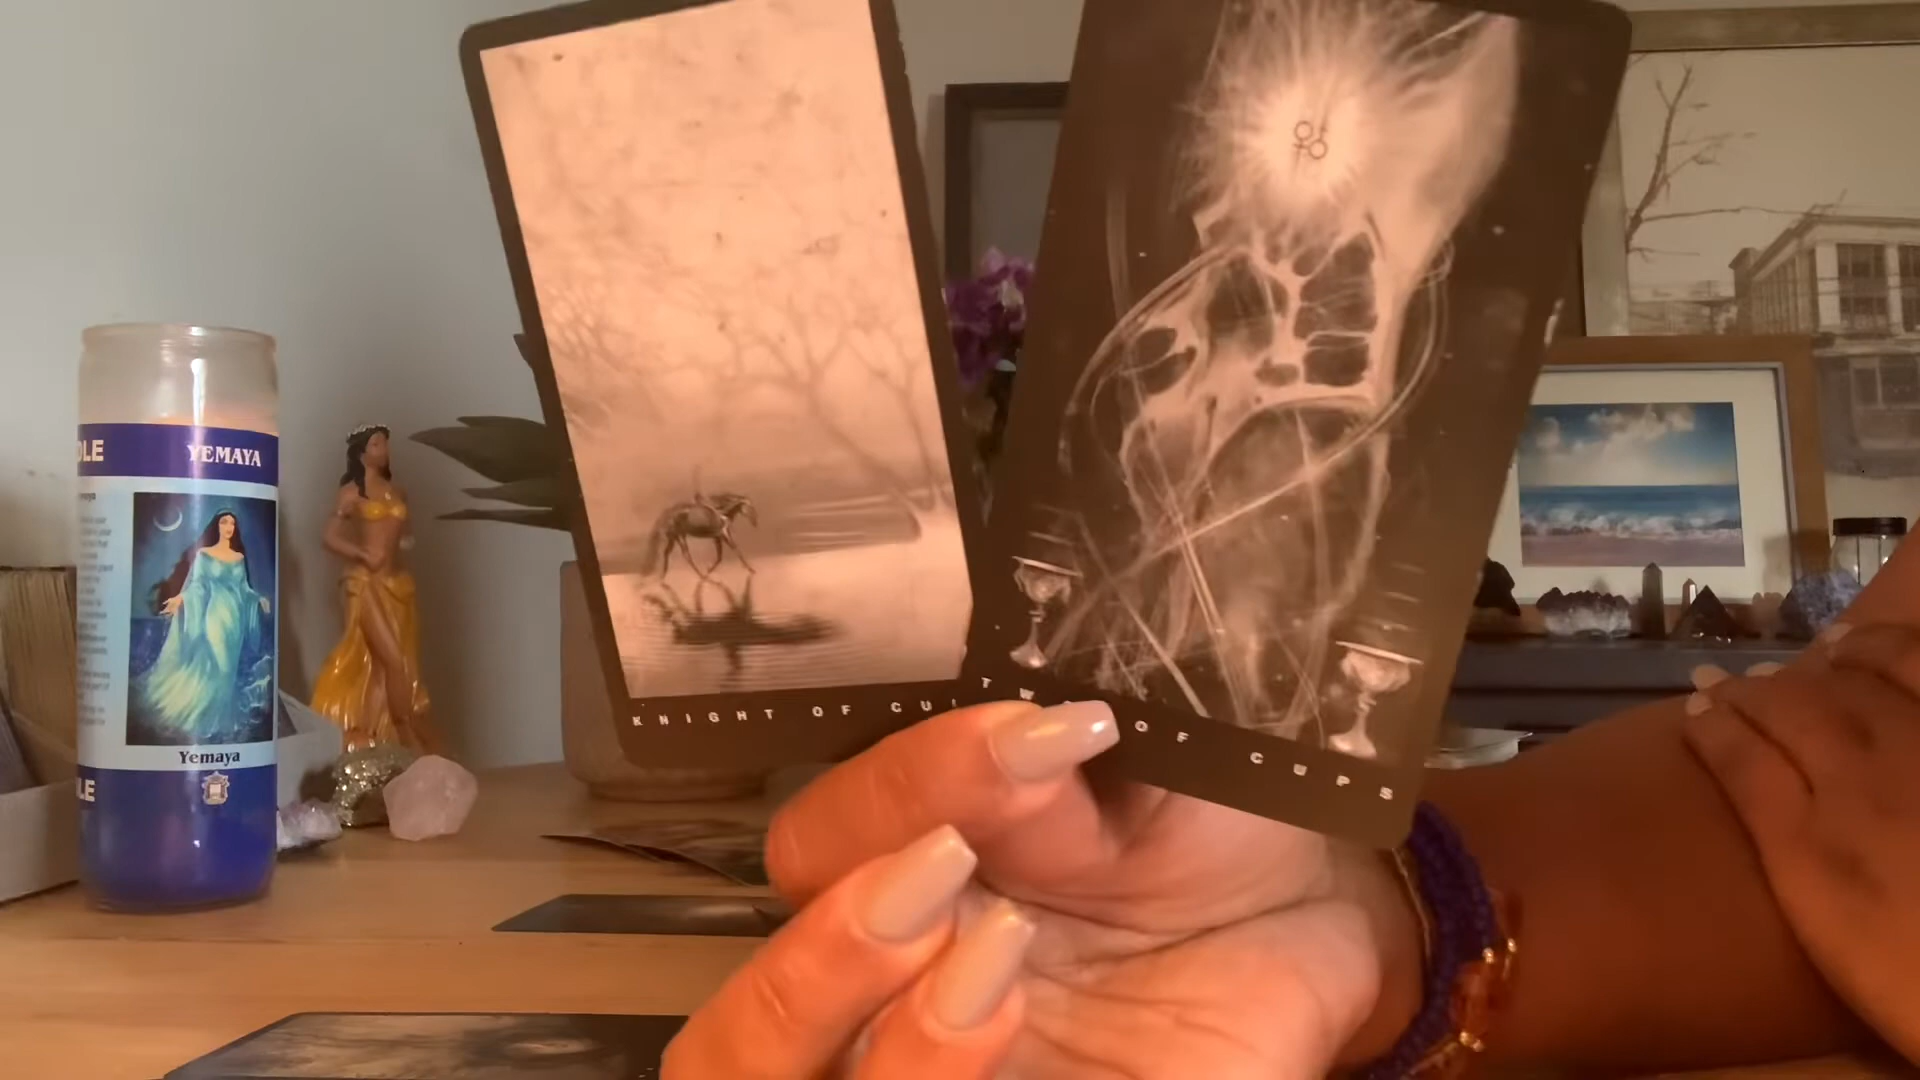 DLE
YEMAYA
Yemaya
LE
KNIGHT OF CU
TW OF CUPS